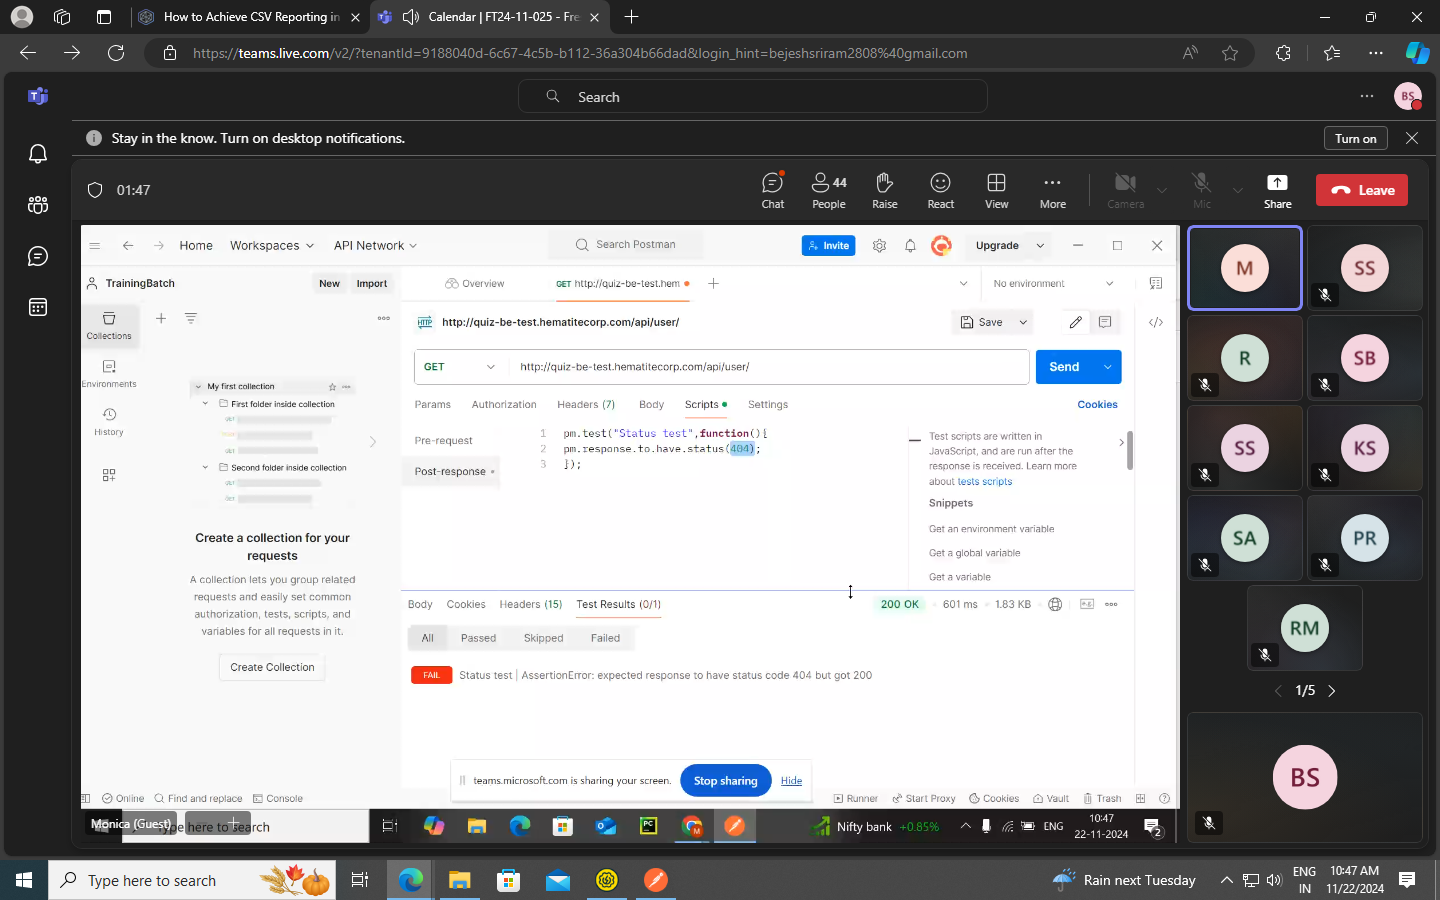 How to Achieve CSV Reporting in
Calendar | FT24-11-025 - Fre
https://teams.live.com/v2/?tenantId=9188040d-6c67-4c5b-b112-36a304b66dad&login_hint=bejeshsriram2808%40gmail.com
Search
BS
Stay in the know. Turn on desktop notifications.
Turn on
01:47
44
Chat
People
Raise
React
View
More
Camera
Mic
Share
Leave
Home
Workspaces
API Network
Search Postman
Invite
Upgrade
TrainingBatch
New
Import
Overview
GET http://quiz-be-test.hem
No environment
Collections
Environments
History
My first collection
First folder inside collection
GET
GET
Second folder inside collection
GET
GET
Create a collection for your
requests
A collection lets you group related
requests and easily set common
authorization, tests, scripts, and
variables for all requests in it.
Create Collection
HTTP
http://quiz-be-test.hematitecorp.com/api/user/
Save
GET
http://quiz-be-test.hematitecorp.com/api/user/
Send
Params
Authorization
Headers (7)
Body
Scripts
Settings
Cookies
Pre-request
Post-response
1 pm.test("Status test",function(){
2 pm.response.to.have.status(404);
3 });
Test scripts are written in
JavaScript, and are run after the
response is received. Learn more
about tests scripts
Snippets
Get an environment variable
Get a global variable
Get a variable
Body
Cookies
Headers (15)
Test Results (0/1)
200 OK
601 ms
1.83 KB
All
Passed
Skipped
Failed
FAIL
Status test | AssertionError: expected response to have status code 404 but got 200
teams.microsoft.com is sharing your screen.
Stop sharing
Hide
Online
Find and replace
Console
Runner
Start Proxy
Cookies
Vault
Trash
Monica (Guest)
ype here to search
PC
Nifty bank +0.85%
ENG
10:47
22-11-2024
2
M
SS
R
SB
SS
KS
SA
PR
RM
1/5
BS
Type here to search
Rain next Tuesday
ENG
IN
10:47 AM
11/22/2024